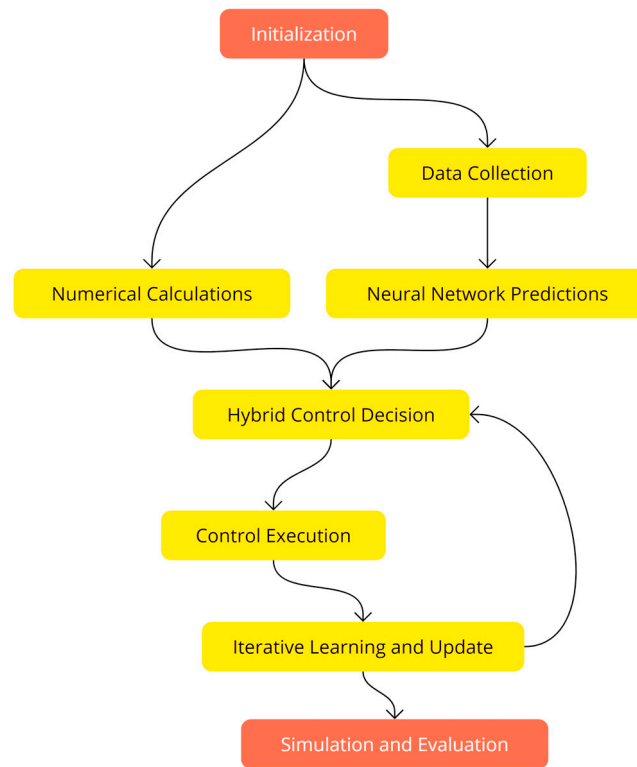 Initialization
Data Collection
Numerical Calculations
Neural Network Predictions
Hybrid Control Decision
Control Execution
Iterative Learning and Update
Simulation and Evaluation